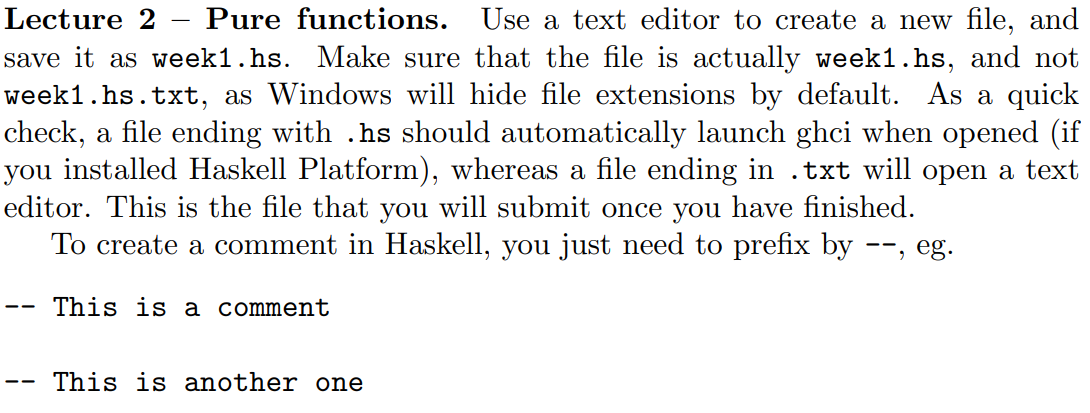 Lecture 2 – Pure functions. Use a text editor to create a new file, and
save it as week1.hs. Make sure that the file is actually week1.hs, and not
week1.hs.txt, as Windows will hide file extensions by default. As a quick
check, a file ending with .hs should automatically launch ghci when opened (if
you installed Haskell Platform), whereas a file ending in .txt will open a text
editor. This is the file that you will submit once you have finished.
To create a comment in Haskell, you just need to prefix by --, eg.
-- This is a comment
-- This is another one